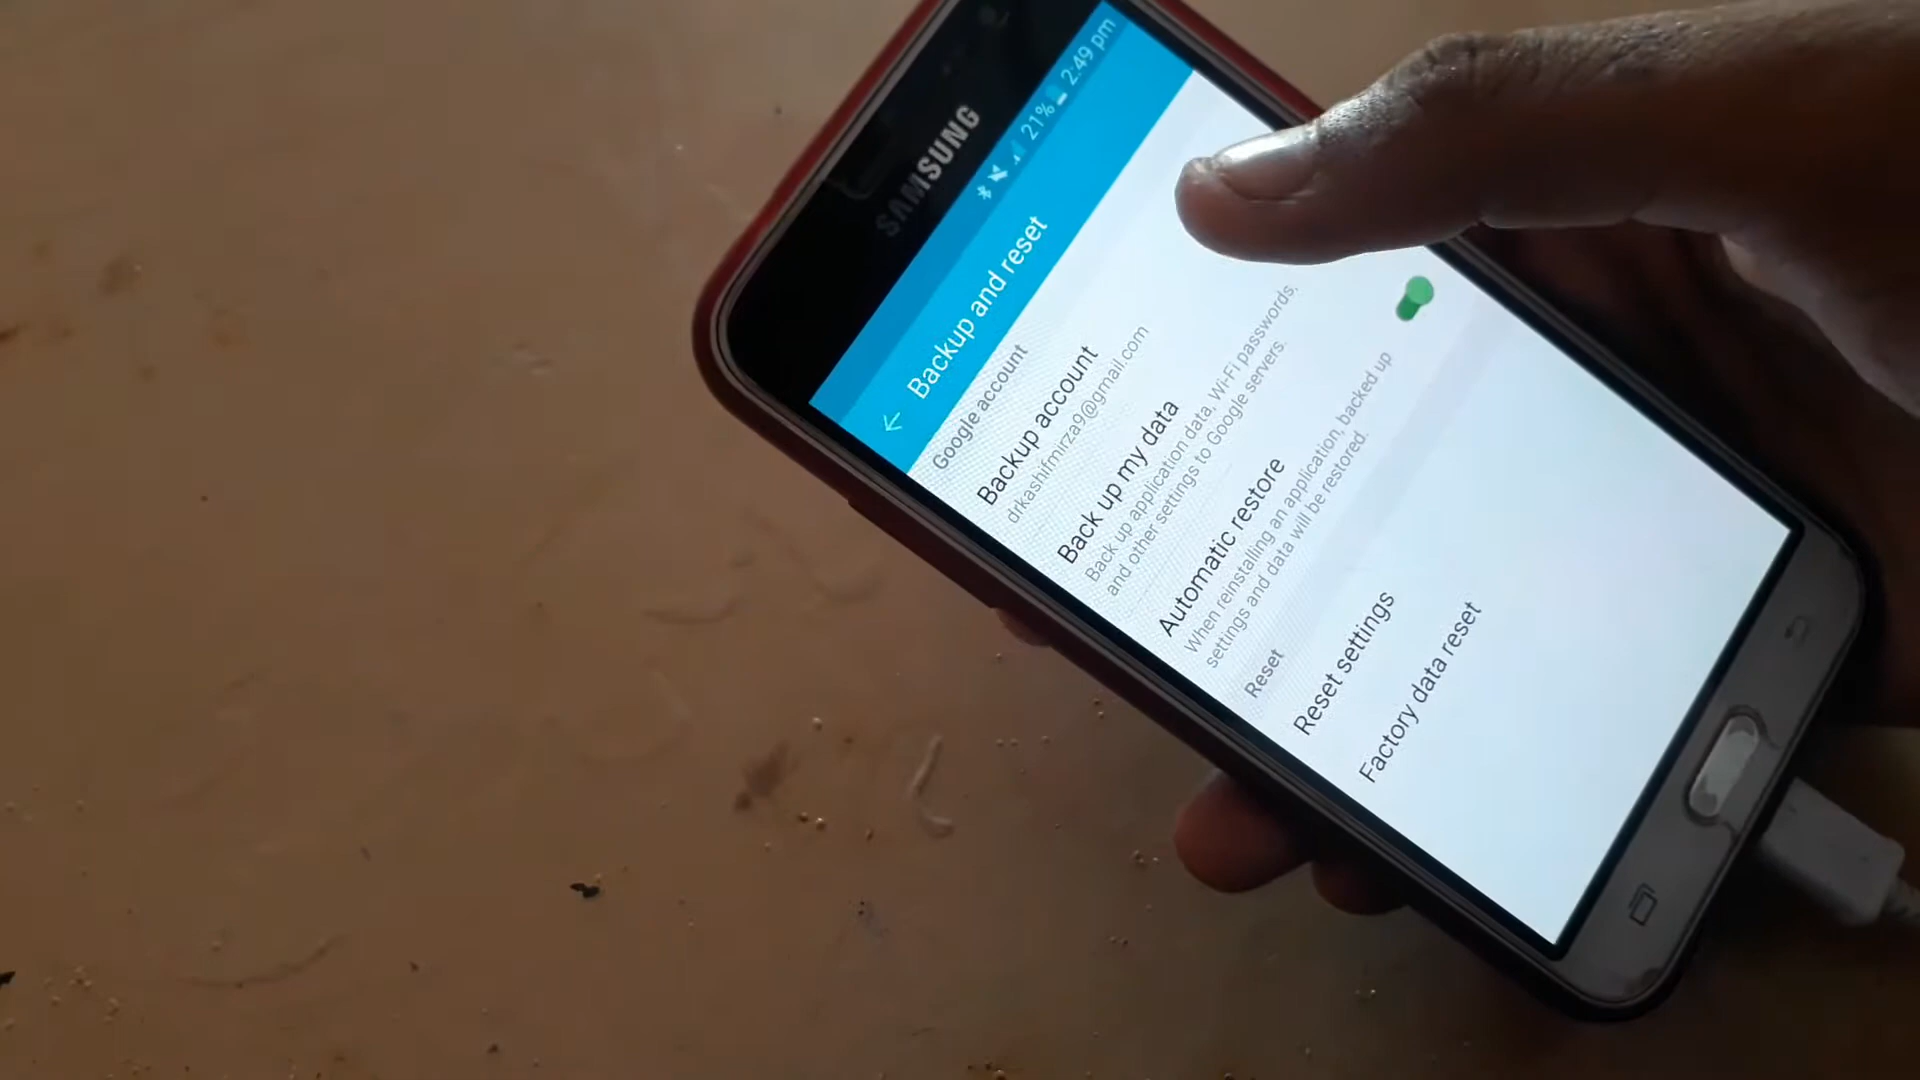 SAMSUNG
21% 2:49 pm
Backup and reset
Google account
Backup account
drkashifmirza9@gmail.com
Back up my data
Back up application data, Wi-Fi passwords,
and other settings to Google servers.
Automatic restore
When reinstalling an application, backed up
settings and data will be restored.
Reset
Reset settings
Factory data reset